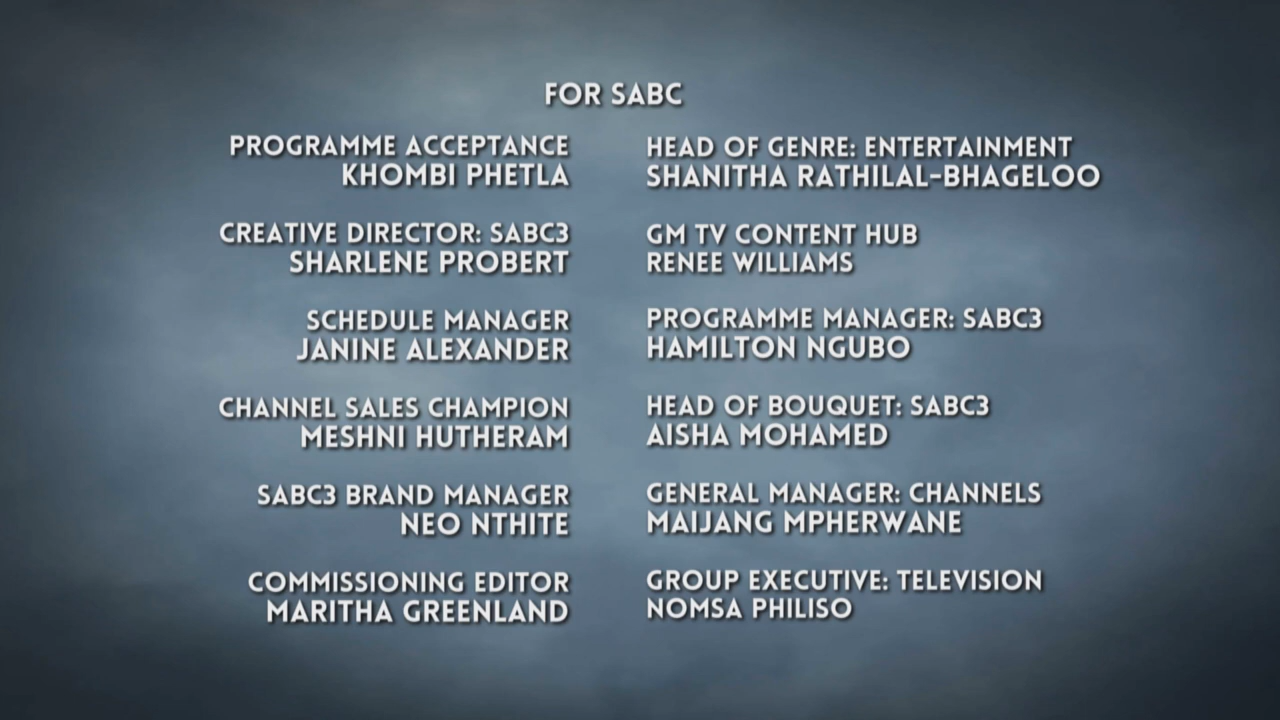 FOR SABC
PROGRAMME ACCEPTANCE
KHOMBI PHETLA
CREATIVE DIRECTOR: SABC3
SHARLENE PROBERT
SCHEDULE MANAGER
JANINE ALEXANDER
CHANNEL SALES CHAMPION
MESHNI HUTHERAM
SABC3 BRAND MANAGER
NEO NTHITE
COMMISSIONING EDITOR
MARITHA GREENLAND
HEAD OF GENRE: ENTERTAINMENT
SHANITHA RATHILAL-BHAGELOO
GM TV CONTENT HUB
RENEE WILLIAMS
PROGRAMME MANAGER: SABC3
HAMILTON NGUBO
HEAD OF BOUQUET: SABC3
AISHA MOHAMED
GENERAL MANAGER: CHANNELS
MAIJANG MPHERWANE
GROUP EXECUTIVE: TELEVISION
NOMSA PHILISO